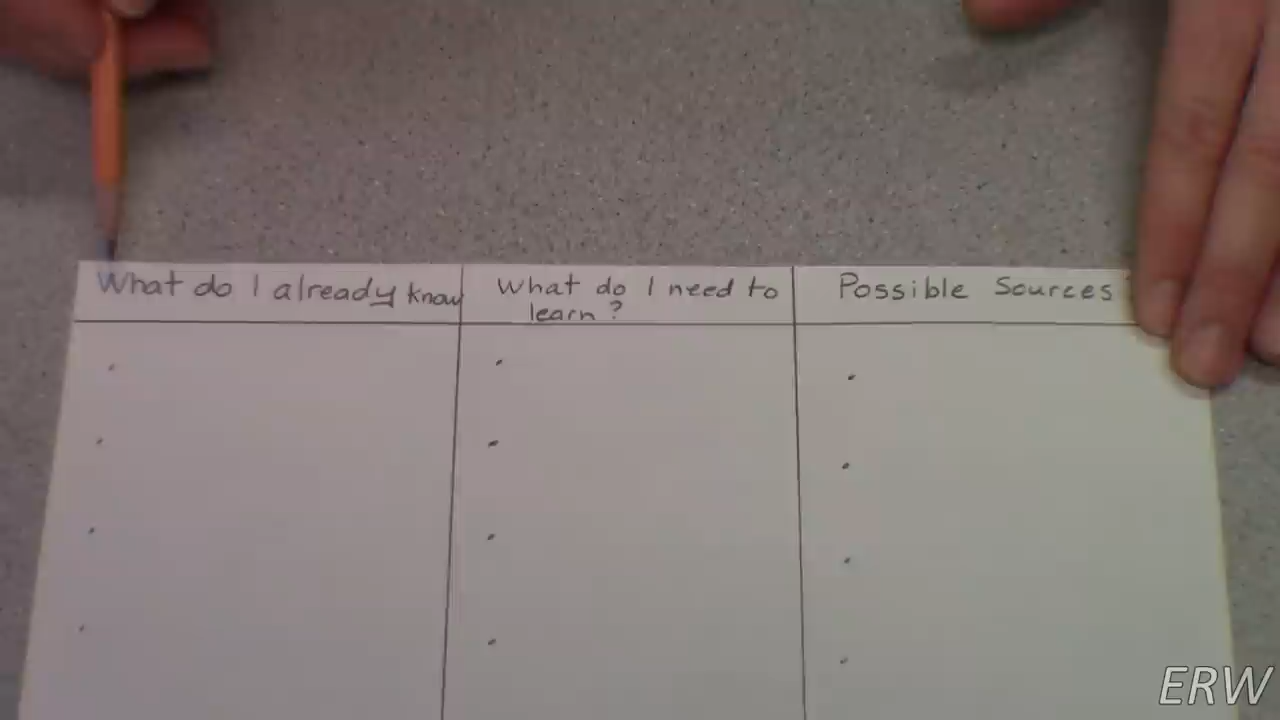 What do I already know
What do I need to
learn?
Possible Sources
ERW